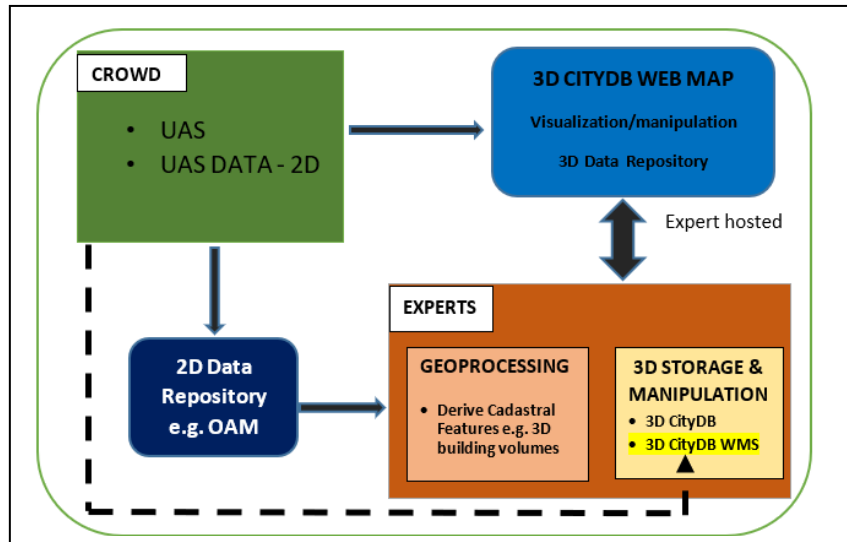 CROWD
• UAS
• UAS DATA - 2D
3D CITYDB WEB MAP
Visualization/manipulation
3D Data Repository
Expert hosted
2D Data
Repository
e.g. OAM
EXPERTS
GEOPROCESSING
• Derive Cadastral
Features e.g. 3D
building volumes
3D STORAGE &
MANIPULATION
• 3D CityDB
• 3D CityDB WMS